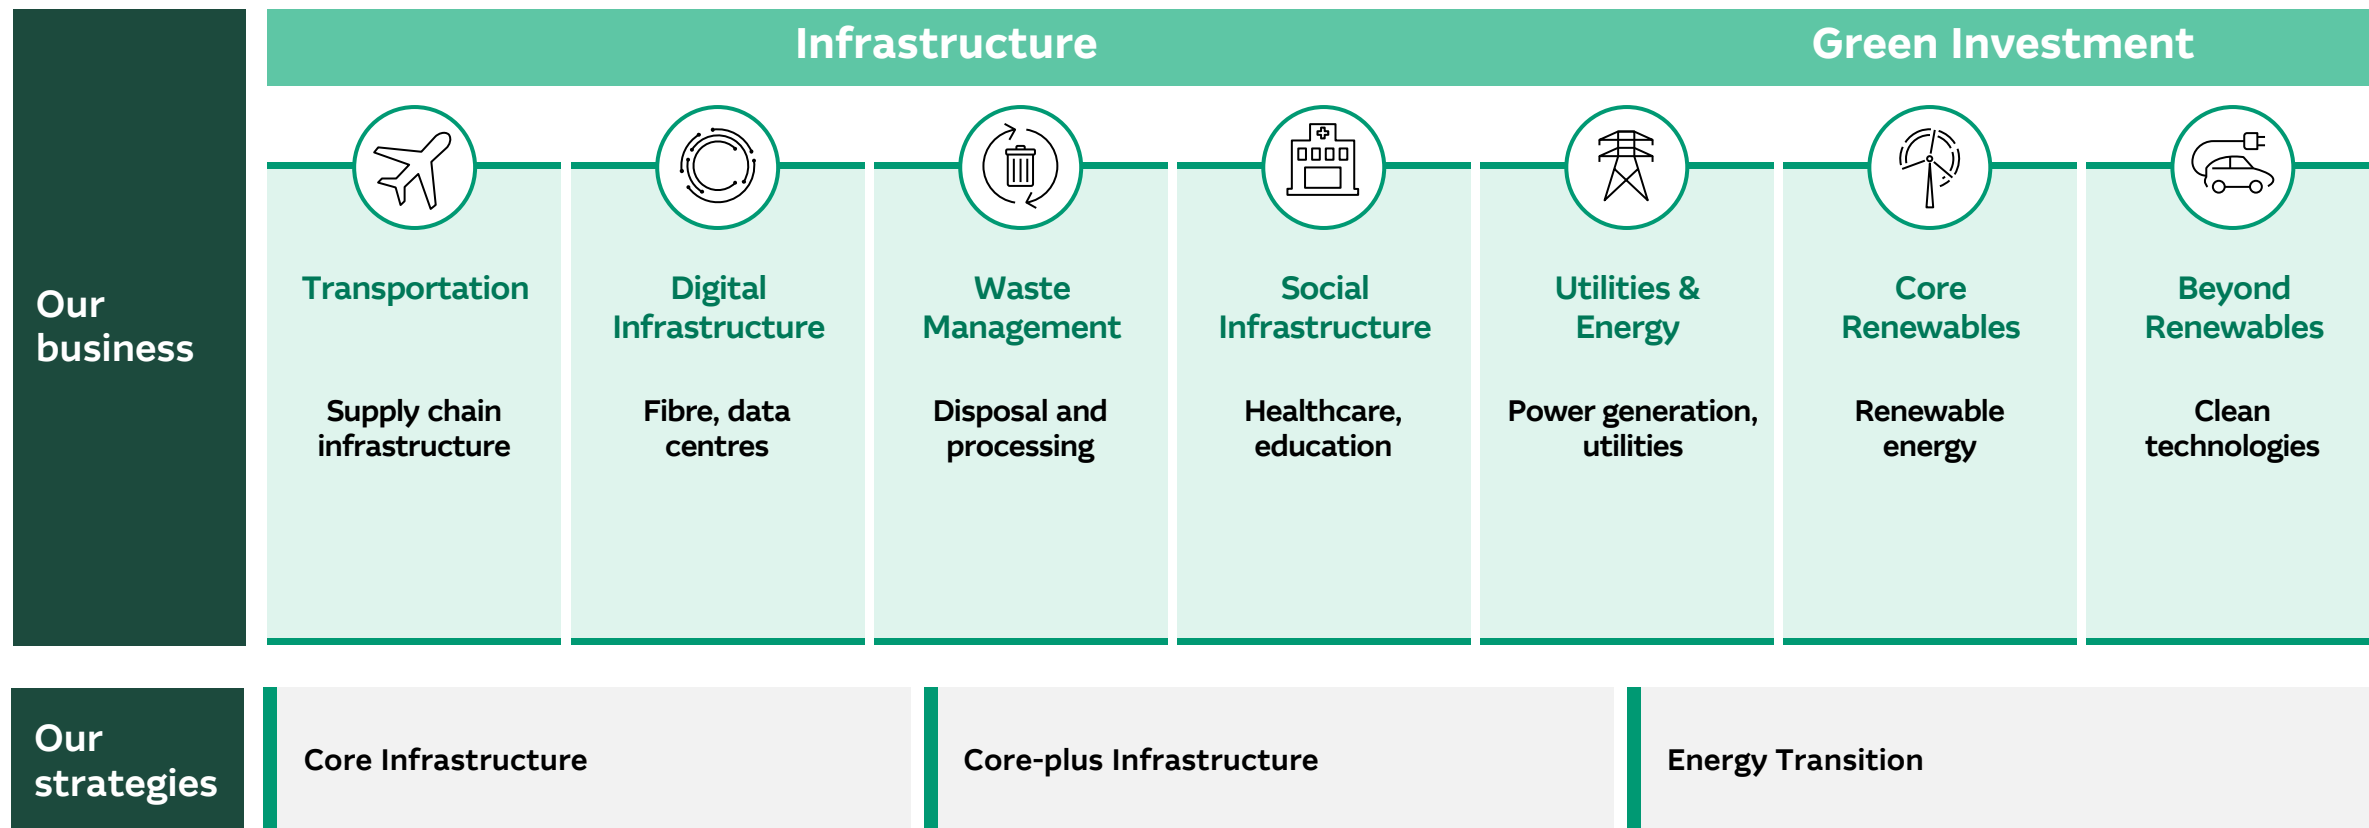 Infrastructure
Green Investment
Our
business
Transportation
Supply chain
infrastructure
Digital
Infrastructure
Fibre, data
centres
Waste
Management
Disposal and
processing
Social
Infrastructure
Healthcare,
education
Utilities &
Energy
Power generation,
utilities
Core
Renewables
Renewable
energy
Beyond
Renewables
Clean
technologies
Our
strategies
Core Infrastructure
Core-plus Infrastructure
Energy Transition